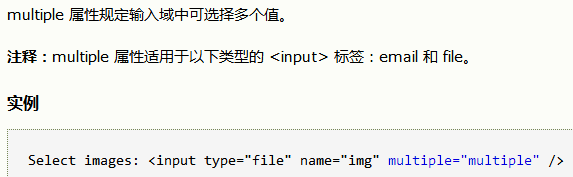 multiple 属性规定输入域中可选择多个值。
注释：multiple 属性适用于以下类型的 <input> 标签：email 和 file。
实例
Select images: <input type="file" name="img" multiple="multiple" />